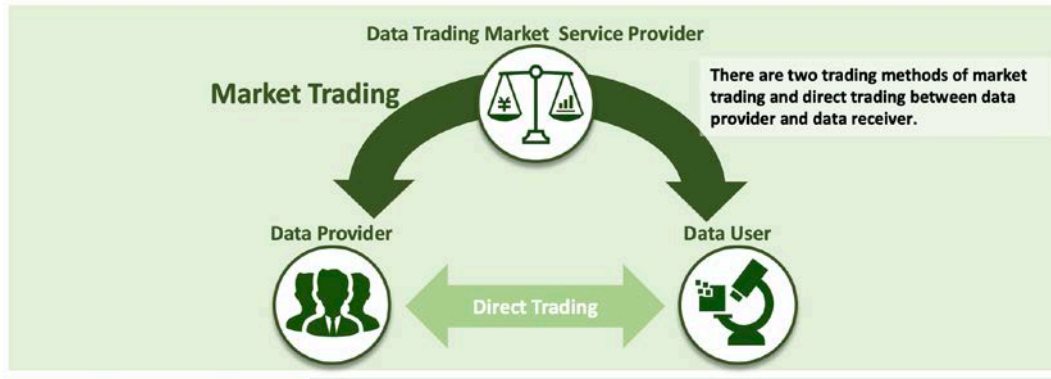 Data Trading Market Service Provider
Market Trading
¥
There are two trading methods of market
trading and direct trading between data
provider and data receiver.
Data Provider
Data User
Direct Trading